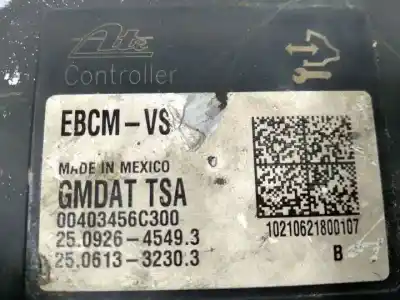 Ate
Controller
EBCM-VS
MADE IN MEXICO
GMDAT TSA
00403456C300
25.0926-4549.3
25.0613-3230.3
10210621800107
B